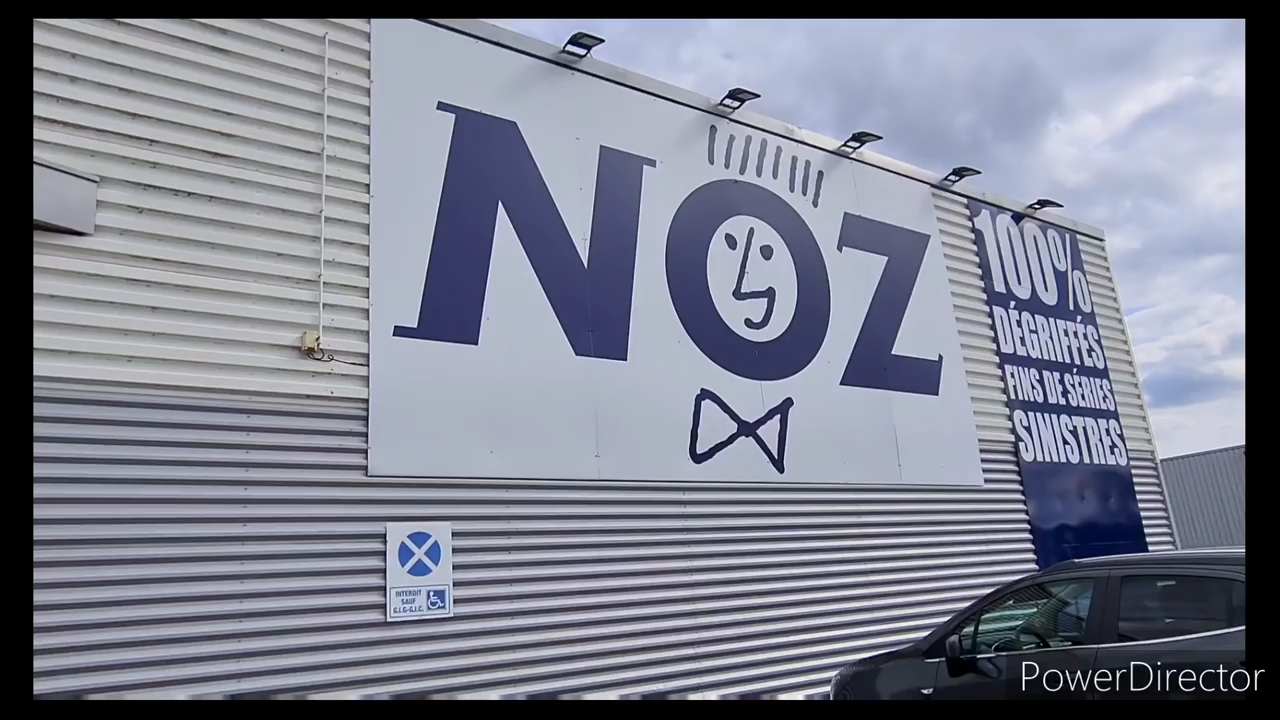 NOZ
100%
DÉGRIFFÉS
FINS DE SÉRIES
SINISTRES
INTERDIT
SAUF
G.I.G-G.I.C.
PowerDirector